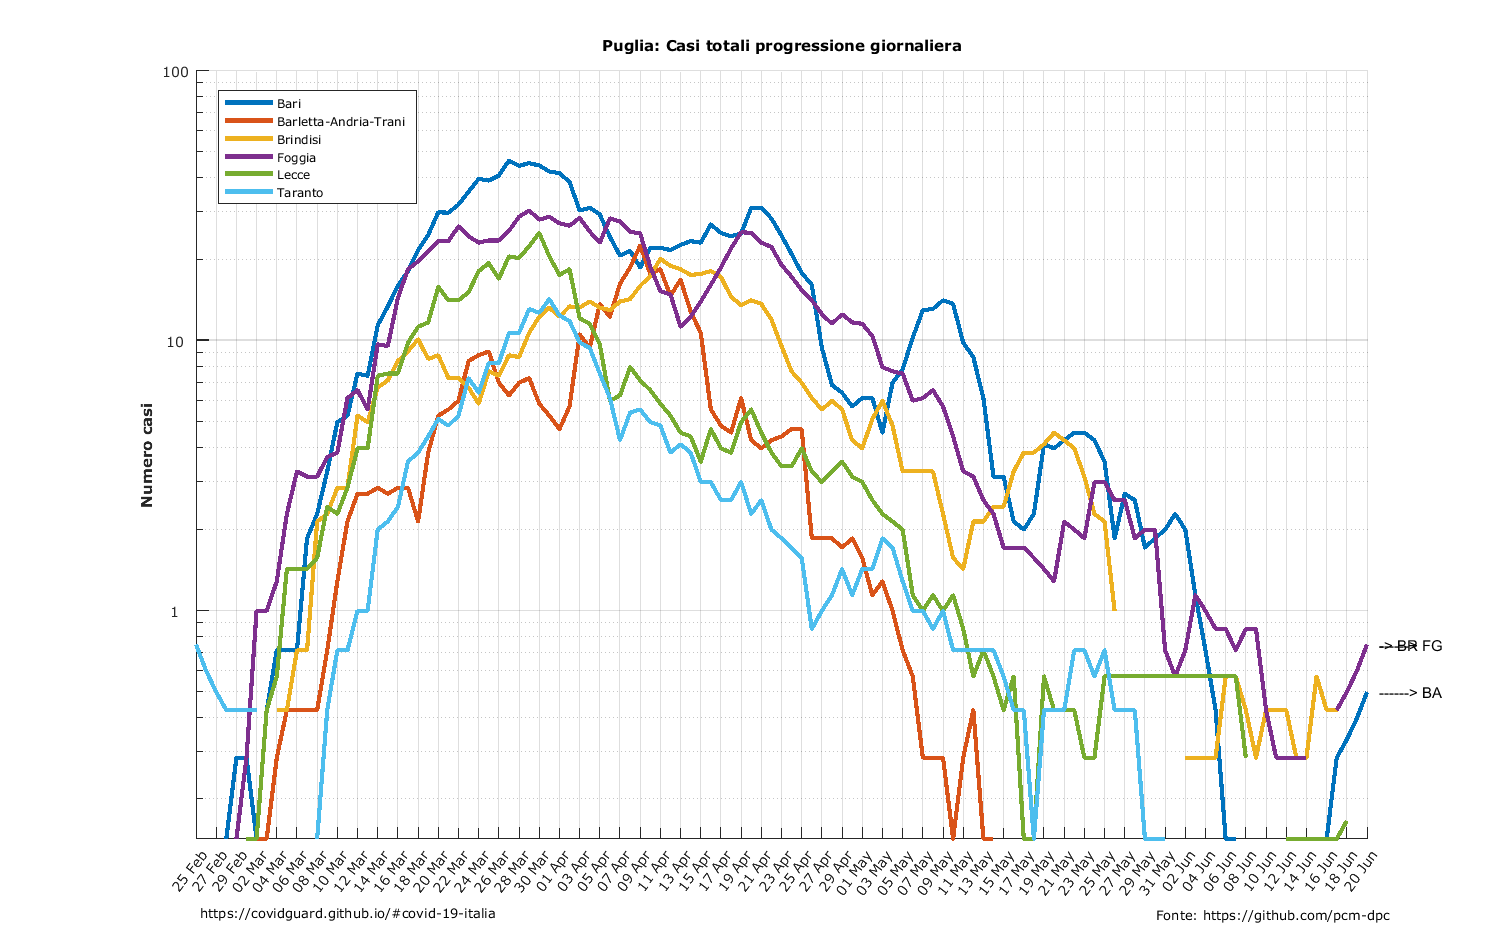 Puglia: Casi totali progressione giornaliera
100
10
1
Numero casi
Bari
Barletta-Andria-Trani
Brindisi
Foggia
Lecce
Taranto
FG
------> BA
25 Feb
27 Feb
29 Feb
02 Mar
04 Mar
06 Mar
08 Mar
10 Mar
12 Mar
14 Mar
16 Mar
18 Mar
20 Mar
22 Mar
24 Mar
26 Mar
28 Mar
30 Mar
01 Apr
03 Apr
05 Apr
07 Apr
09 Apr
11 Apr
13 Apr
15 Apr
17 Apr
19 Apr
21 Apr
23 Apr
25 Apr
27 Apr
29 Apr
01 May
03 May
05 May
07 May
09 May
11 May
13 May
15 May
17 May
19 May
21 May
23 May
25 May
27 May
29 May
31 May
02 Jun
04 Jun
06 Jun
08 Jun
10 Jun
12 Jun
14 Jun
16 Jun
18 Jun
20 Jun
https://covidguard.github.io/#covid-19-italia
Fonte: https://github.com/pcm-dpc